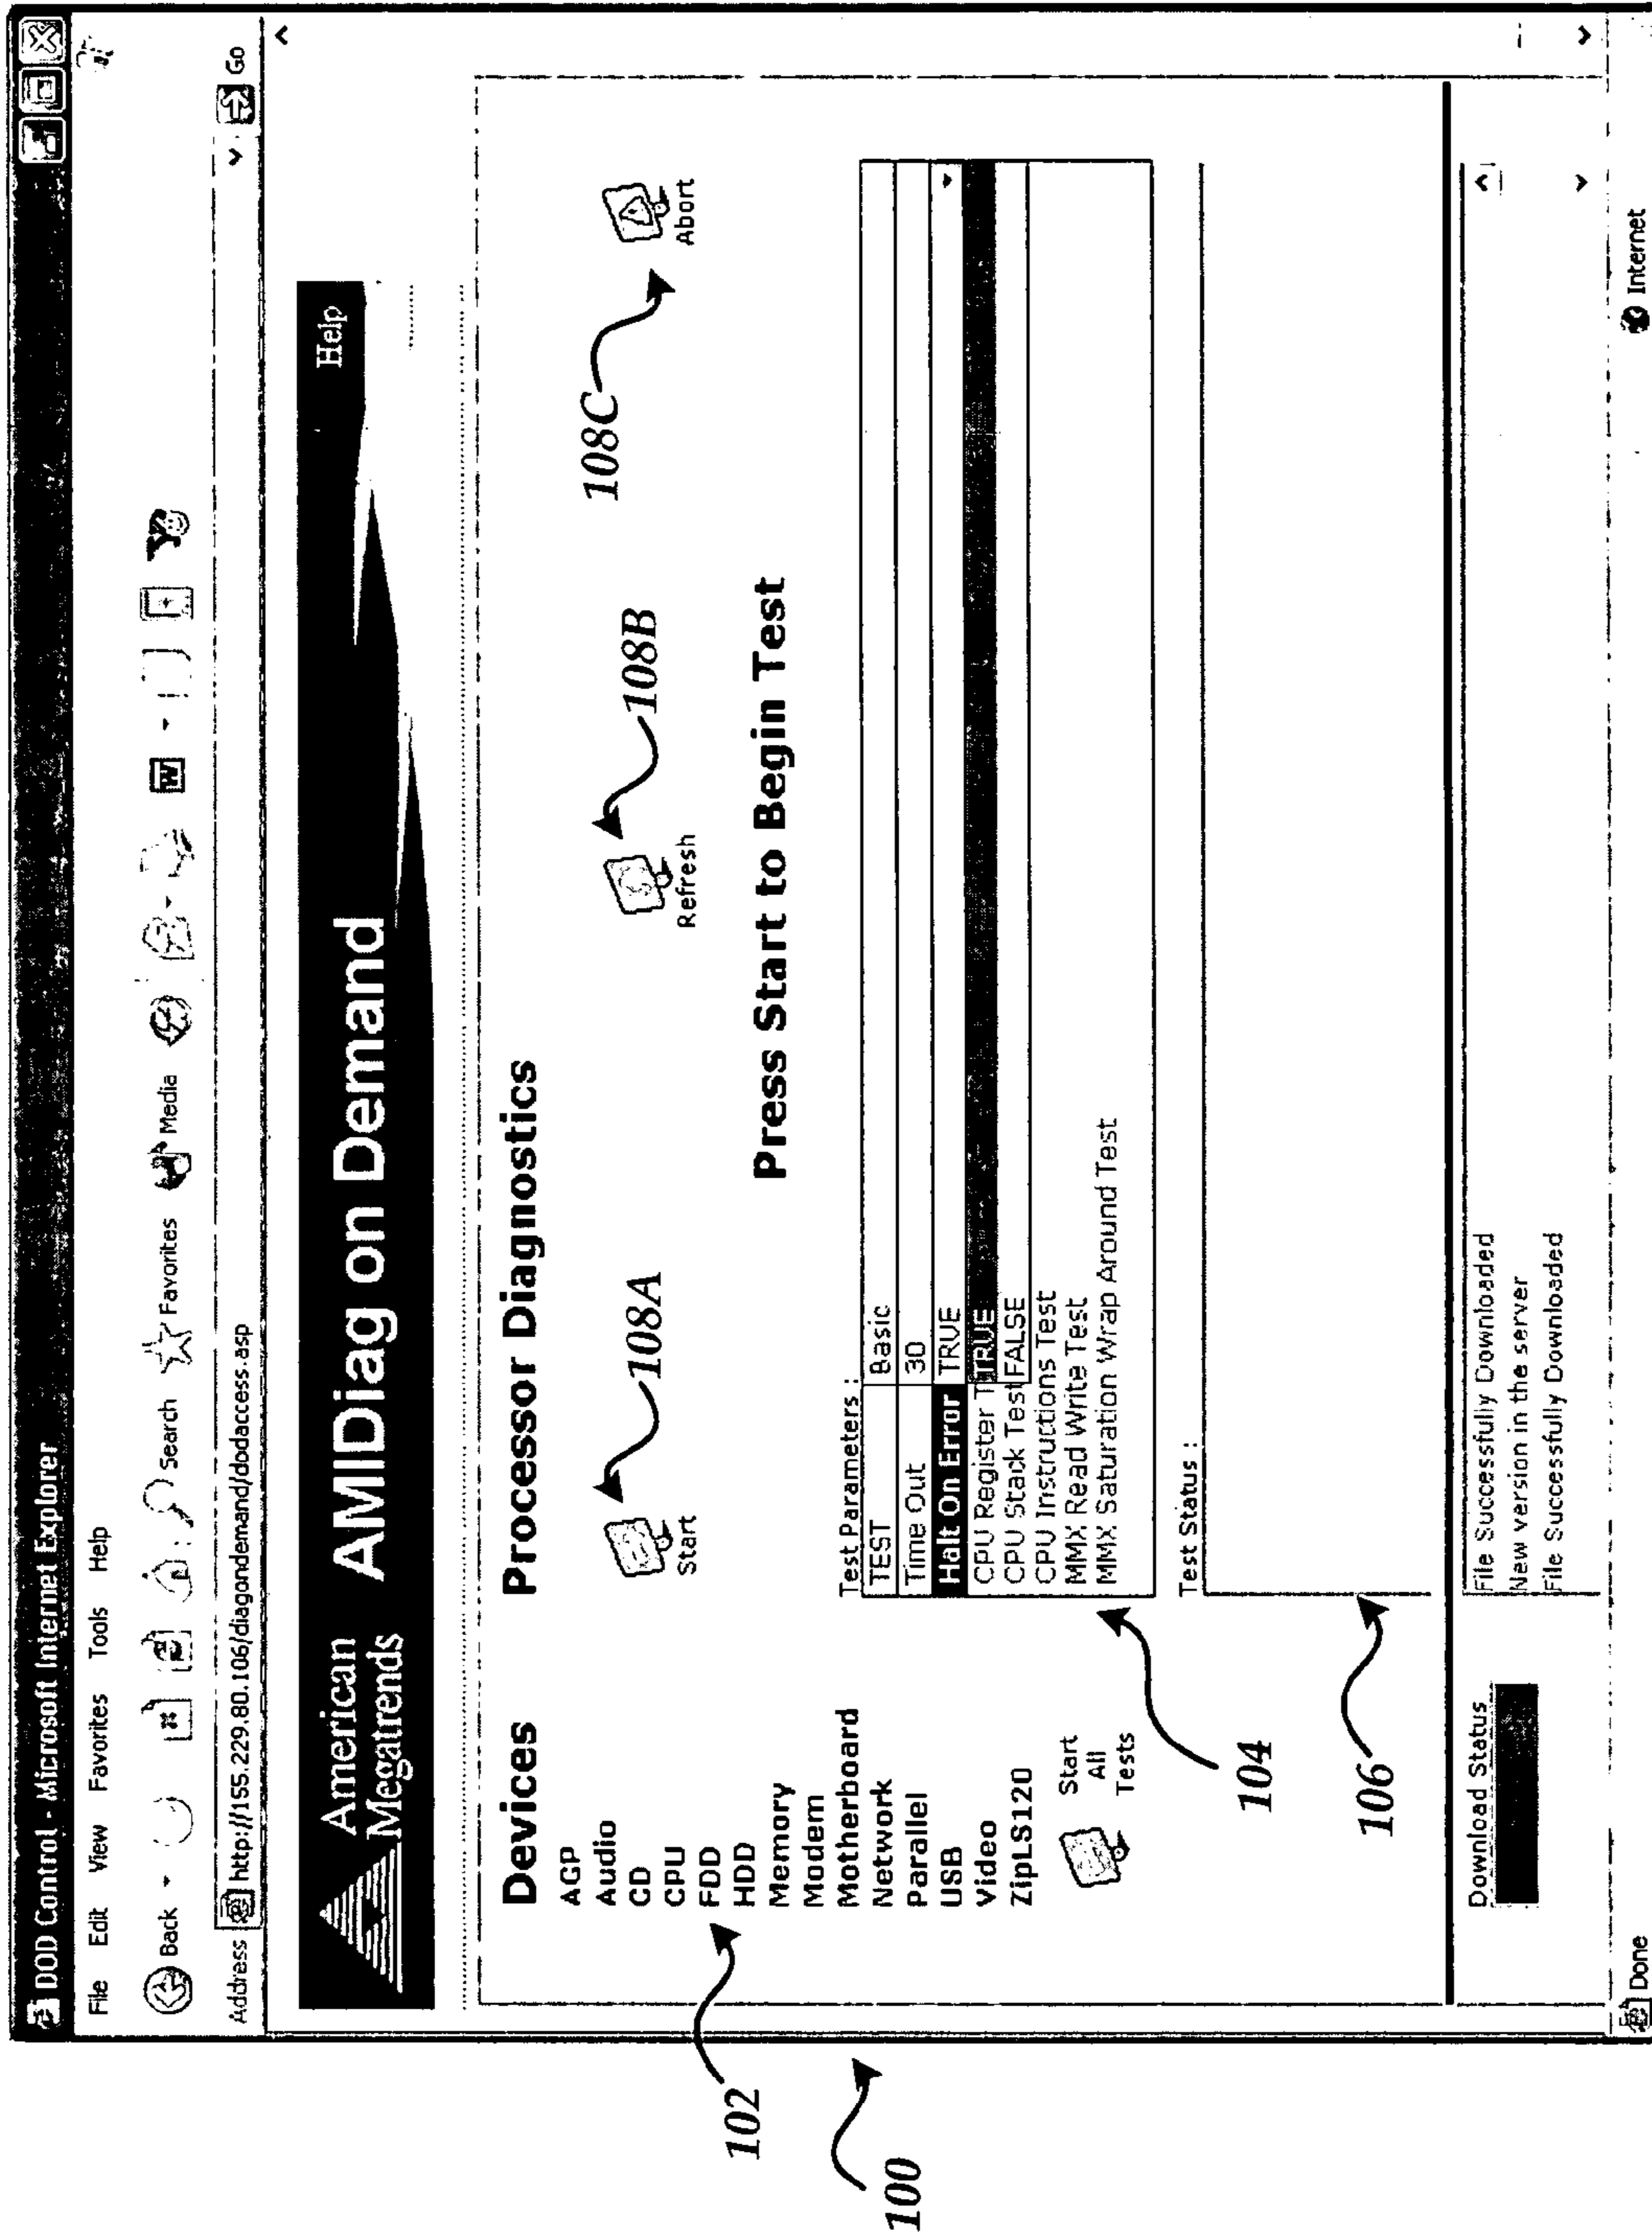 DOD Control - Microsoft Internet Explorer
File Edit View Favorites Tools Help
Back Search Favorites Media
Address http://155.229.80.106/diagondemand/dodaccess.asp Go
American Megatrends
AMIDiag on Demand
Help
Devices
AGP
Audio
CD
CPU
FDD
HDD
Memory
Modem
Motherboard
Network
Parallel
USB
Video
ZipLS120
Start All Tests
Processor Diagnostics
Start
108A
Refresh
108B
Abort
108C
Press Start to Begin Test
Test Parameters :
TEST Basic
Time Out 30
Halt On Error TRUE
CPU Register T TRUE
CPU Stack Test FALSE
CPU Instructions Test
MMX Read Write Test
MMX Saturation Wrap Around Test
Test Status :
Download Status
File Successfully Downloaded
New version in the server
File Successfully Downloaded
Done
Internet
100
102
104
106